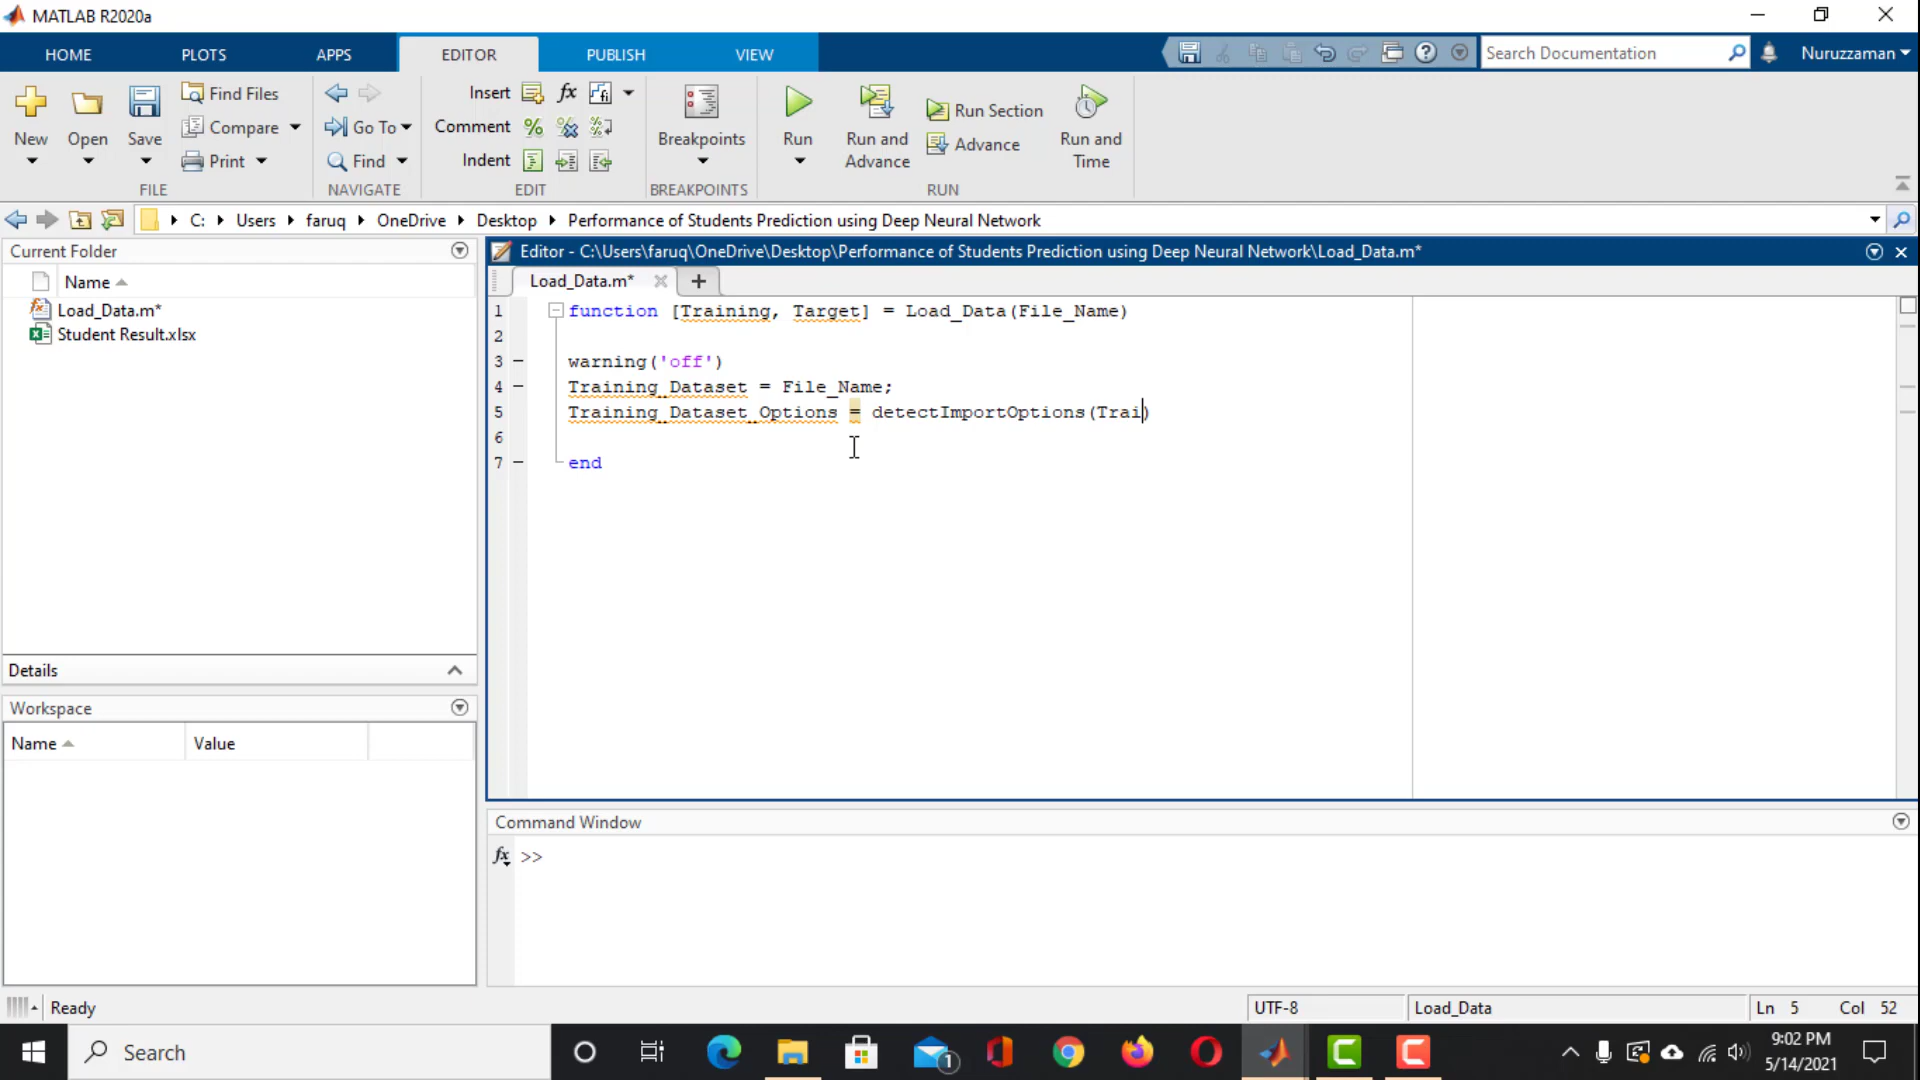 MATLAB R2020a
HOME PLOTS APPS EDITOR PUBLISH VIEW Search Documentation Nuruzzaman
New Open Save Find Files Compare Print
FILE
Go To Find
NAVIGATE
Insert fx
Comment
Indent
EDIT
Breakpoints
BREAKPOINTS
Run Run and Advance Run Section Advance Run and Time
RUN
C: Users faruq OneDrive Desktop Performance of Students Prediction using Deep Neural Network
Current Folder
Name
Load_Data.m*
Student Result.xlsx
Details
Workspace
Name Value
Editor - C:\Users\faruq\OneDrive\Desktop\Performance of Students Prediction using Deep Neural Network\Load_Data.m*
Load_Data.m*
1 function [Training, Target] = Load_Data(File_Name)
2
3 warning('off')
4 Training_Dataset = File_Name;
5 Training_Dataset_Options = detectImportOptions(Trai)
6
7 end
Command Window
fx >>
Ready
UTF-8 Load_Data Ln 5 Col 52
Search
1
9:02 PM
5/14/2021